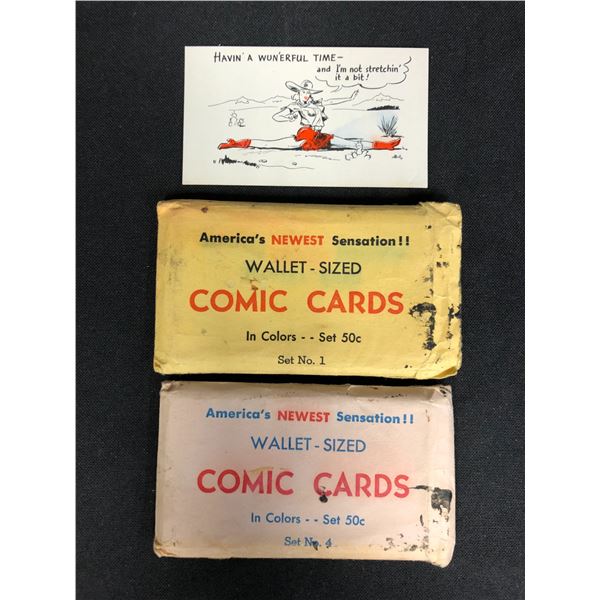 HAVIN' A WUN'ERFUL TIME—
and I'm not stretchin'
it a bit!
America's NEWEST Sensation!!
WALLET-SIZED
COMIC CARDS
In Colors - - Set 50c
Set No. 1
America's NEWEST Sensation!!
WALLET-SIZED
COMIC CARDS
In Colors - - Set 50c
Set No. 4